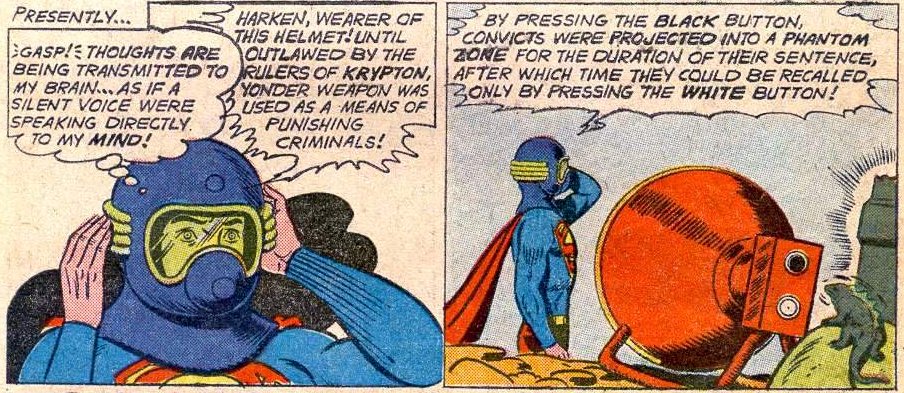 PRESENTLY...
GASP! THOUGHTS ARE
BEING TRANSMITTED TO
MY BRAIN... AS IF A
SILENT VOICE WERE
SPEAKING DIRECTLY
TO MY MIND!
HARKEN, WEARER OF
THIS HELMET! UNTIL
OUTLAWED BY THE
RULERS OF KRYPTON,
YONDER WEAPON WAS
USED AS A MEANS OF
PUNISHING
CRIMINALS!
BY PRESSING THE BLACK BUTTON,
CONVICTS WERE PROJECTED INTO A PHANTOM
ZONE FOR THE DURATION OF THEIR SENTENCE,
AFTER WHICH TIME THEY COULD BE RECALLED
ONLY BY PRESSING THE WHITE BUTTON!